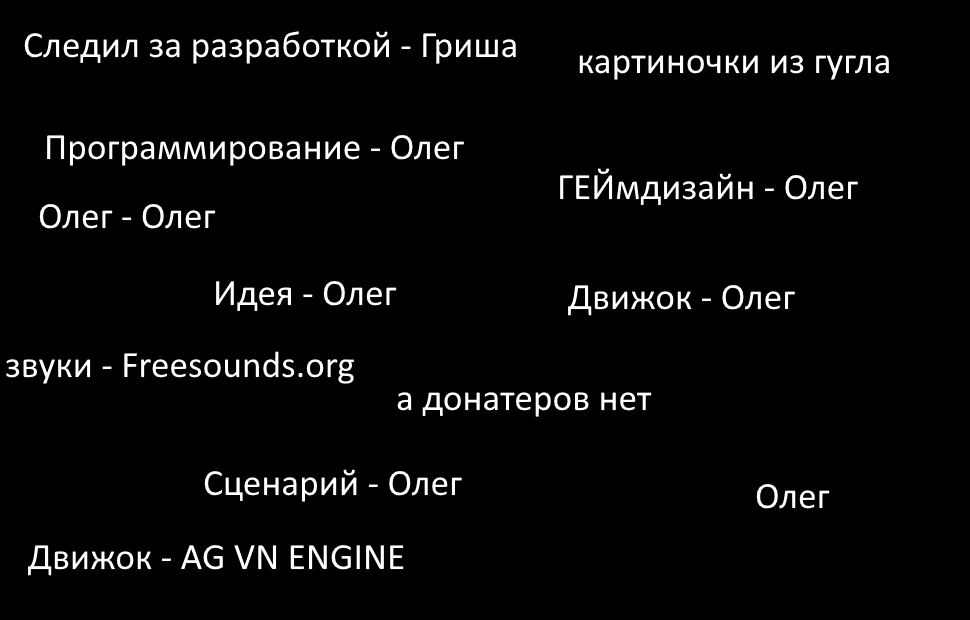 Следил за разработкой - Гриша
картиночки из гугла
Программирование - Олег
ГЕЙмдизайн - Олег
Олег - Олег
Идея - Олег
Движок - Олег
звуки - Freesounds.org
а донатеров нет
Сценарий - Олег
Олег
Движок - AG VN ENGINE